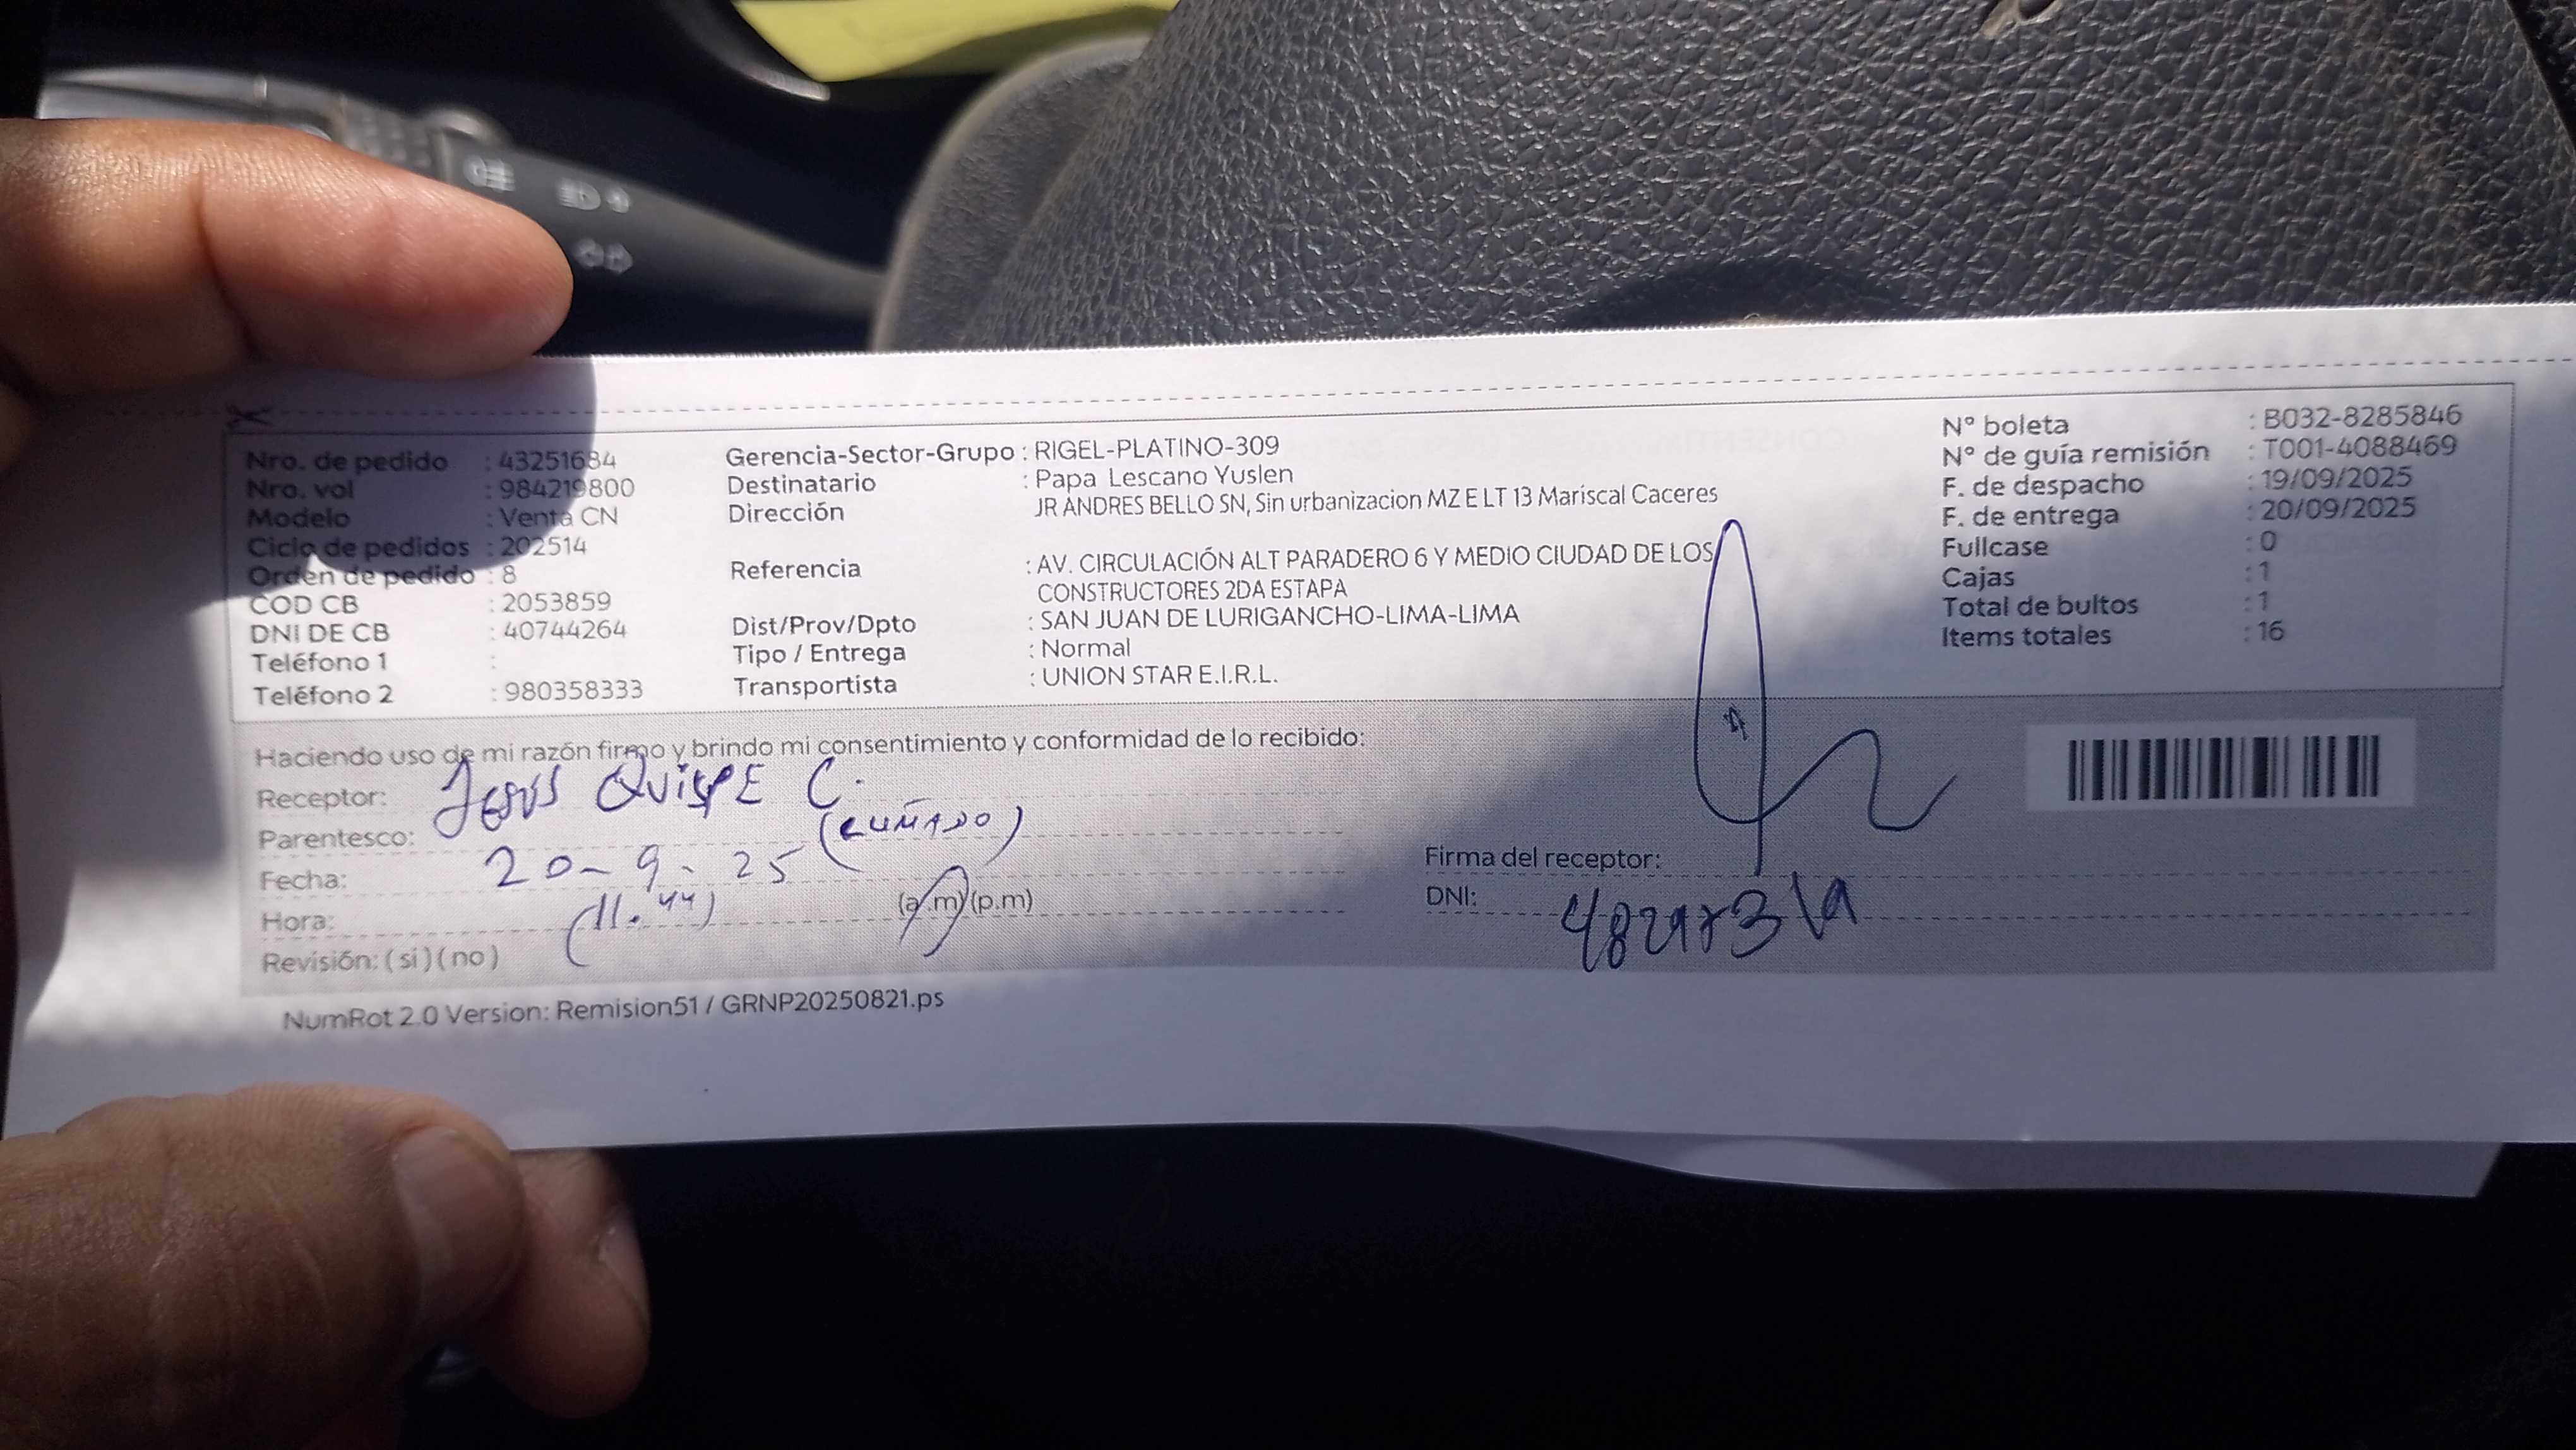 Nro. de pedido : 43251684
Nro. vol : 984219800
Modelo : Venta CN
Ciclo de pedidos : 202514
Orden de pedido : 8
COD CB : 2053859
DNI DE CB : 40744264
Teléfono 1 :
Teléfono 2 : 980358333
Gerencia-Sector-Grupo : RIGEL-PLATINO-309
Destinatario : Papa Lescano Yuslen
Dirección JR ANDRES BELLO SN, Sin urbanizacion MZ E LT 13 Mariscal Caceres
Referencia : AV. CIRCULACIÓN ALT PARADERO 6 Y MEDIO CIUDAD DE LOS
CONSTRUCTORES 2DA ESTAPA
Dist/Prov/Dpto : SAN JUAN DE LURIGANCHO-LIMA-LIMA
Tipo / Entrega : Normal
Transportista : UNION STAR E.I.R.L.
N° boleta : B032-8285846
N° de guía remisión : T001-4088469
F. de despacho : 19/09/2025
F. de entrega : 20/09/2025
Fullcase : 0
Cajas : 1
Total de bultos : 1
Items totales : 16
Haciendo uso de mi razón firmo y brindo mi consentimiento y conformidad de lo recibido:
Receptor: JESUS QUISPE C.
Parentesco: (CUÑADO)
Fecha: 20-9-25
Hora: (11.44) (a.m)(p.m)
Revisión: (si)(no)
Firma del receptor:
DNI:
NumRot 2.0 Version: Remision51 / GRNP20250821.ps